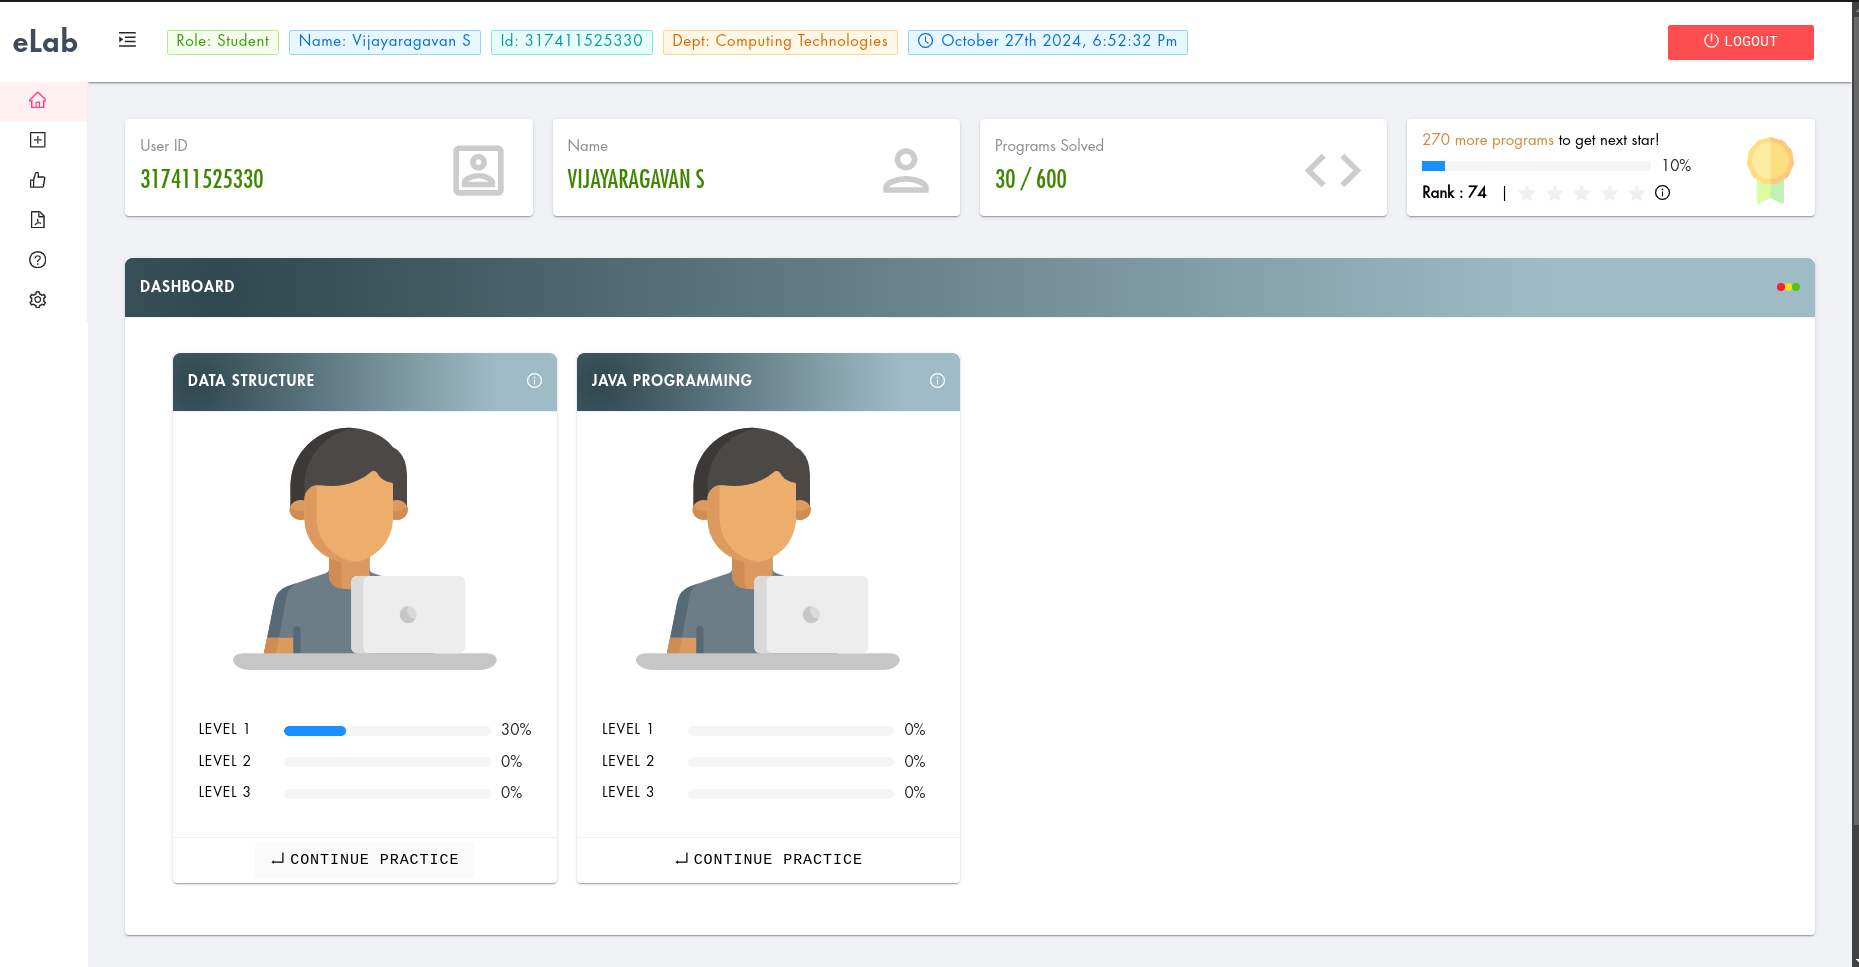 eLab
Role: Student
Name: Vijayaragavan S
Id: 317411525330
Dept: Computing Technologies
October 27th 2024, 6:52:32 Pm
LOGOUT
User ID
317411525330
Name
VIJAYARAGAVAN S
Programs Solved
30 / 600
270 more programs to get next star!
10%
Rank : 74 |
DASHBOARD
DATA STRUCTURE
LEVEL 1 30%
LEVEL 2 0%
LEVEL 3 0%
CONTINUE PRACTICE
JAVA PROGRAMMING
LEVEL 1 0%
LEVEL 2 0%
LEVEL 3 0%
CONTINUE PRACTICE